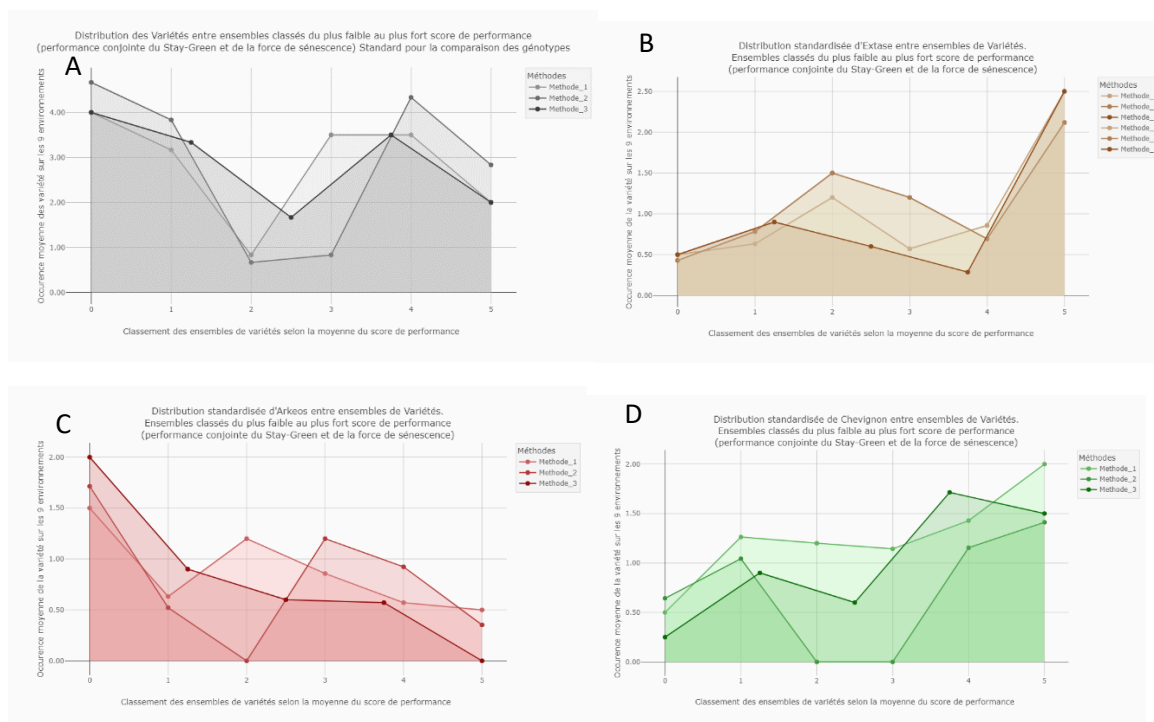 A
Distribution des Variétés entre ensembles classés du plus faible au plus fort score de performance
(performance conjointe du Stay-Green et de la force de sénescence) Standard pour la comparaison des génotypes
Méthodes
Methode_1
Methode_2
Methode_3
Occurence moyenne des variété sur les 9 environnements
4.00
3.00
2.00
1.00
0.00
0 1 2 3 4 5
Classement des ensembles de variétés selon la moyenne du score de performance
B
Distribution standardisée d'Extase entre ensembles de Variétés.
Ensembles classés du plus faible au plus fort score de performance
(performance conjointe du Stay-Green et de la force de sénescence)
Méthodes
Methode_
Methode_
Methode_
Methode_
Methode_
Methode_
Occurence moyenne de la variété sur les 9 environnements
2.50
2.00
1.50
1.00
0.50
0.00
0 1 2 3 4 5
Classement des ensembles de variétés selon la moyenne du score de performance
C
Distribution standardisée d'Arkeos entre ensembles de Variétés.
Ensembles classés du plus faible au plus fort score de performance
(performance conjointe du Stay-Green et de la force de sénescence)
Méthodes
Methode_1
Methode_2
Methode_3
Occurence moyenne de la variété sur les 9 environnements
2.00
1.50
1.00
0.50
0.00
0 1 2 3 4 5
Classement des ensembles de variétés selon la moyenne du score de performance
D
Distribution standardisée de Chevignon entre ensembles de Variétés.
Ensembles classés du plus faible au plus fort score de performance
(performance conjointe du Stay-Green et de la force de sénescence)
Méthodes
Methode_1
Methode_2
Methode_3
Occurence moyenne de la variété sur les 9 environnements
2.00
1.50
1.00
0.50
0.00
0 1 2 3 4 5
Classement des ensembles de variétés selon la moyenne du score de performance